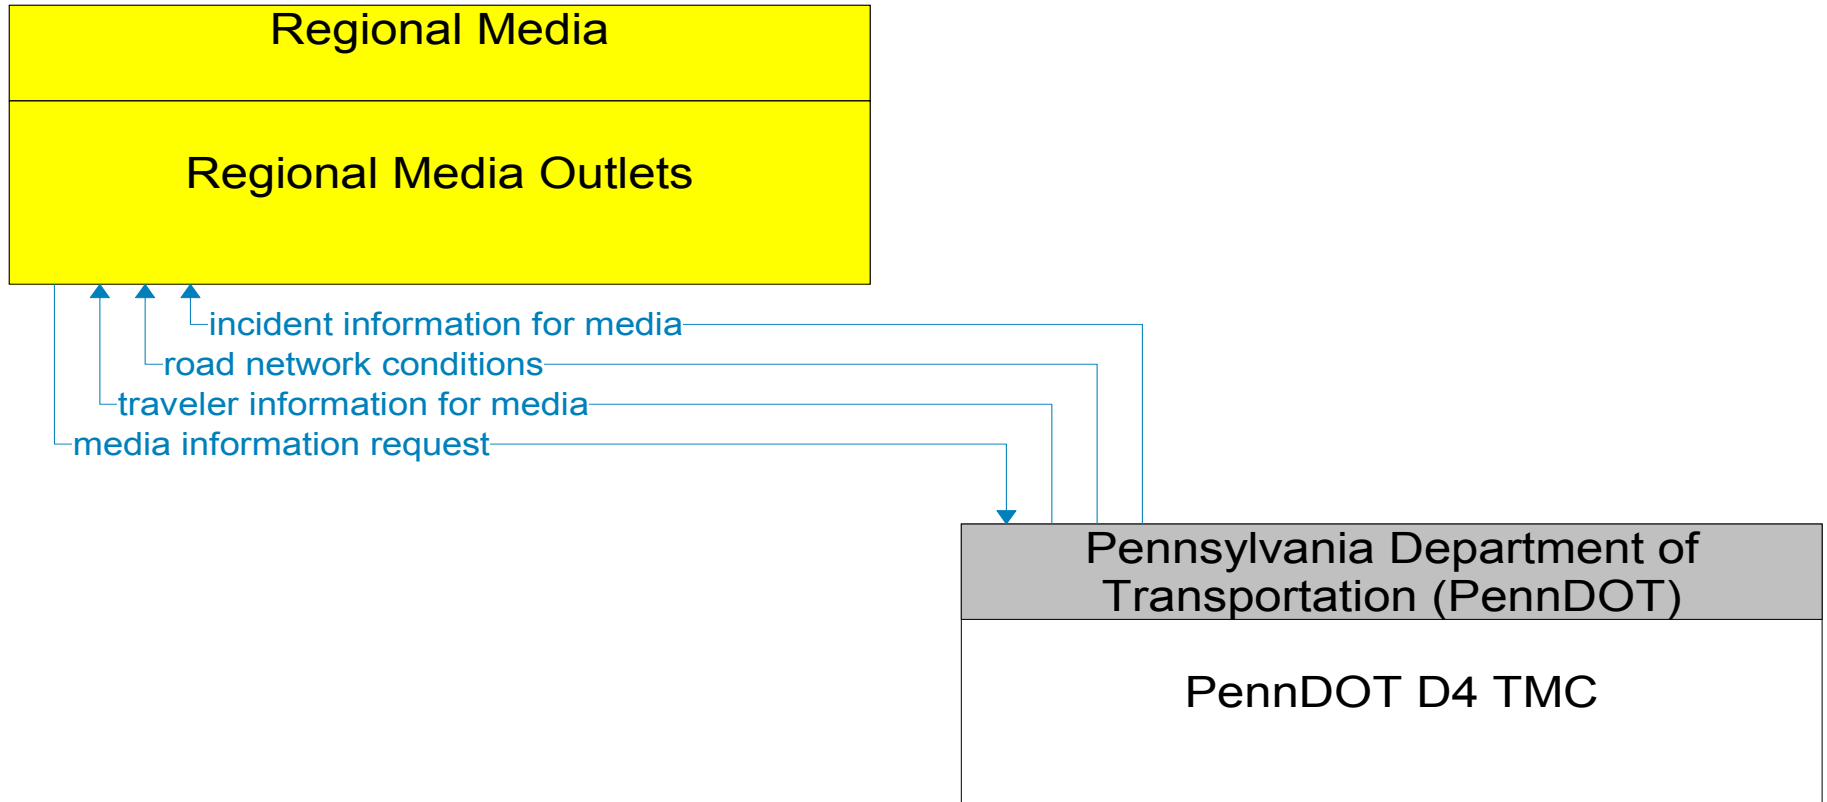 Regional Media
Regional Media Outlets
incident information for media
road network conditions
traveler information for media
media information request
Pennsylvania Department of
Transportation (PennDOT)
PennDOT D4 TMC